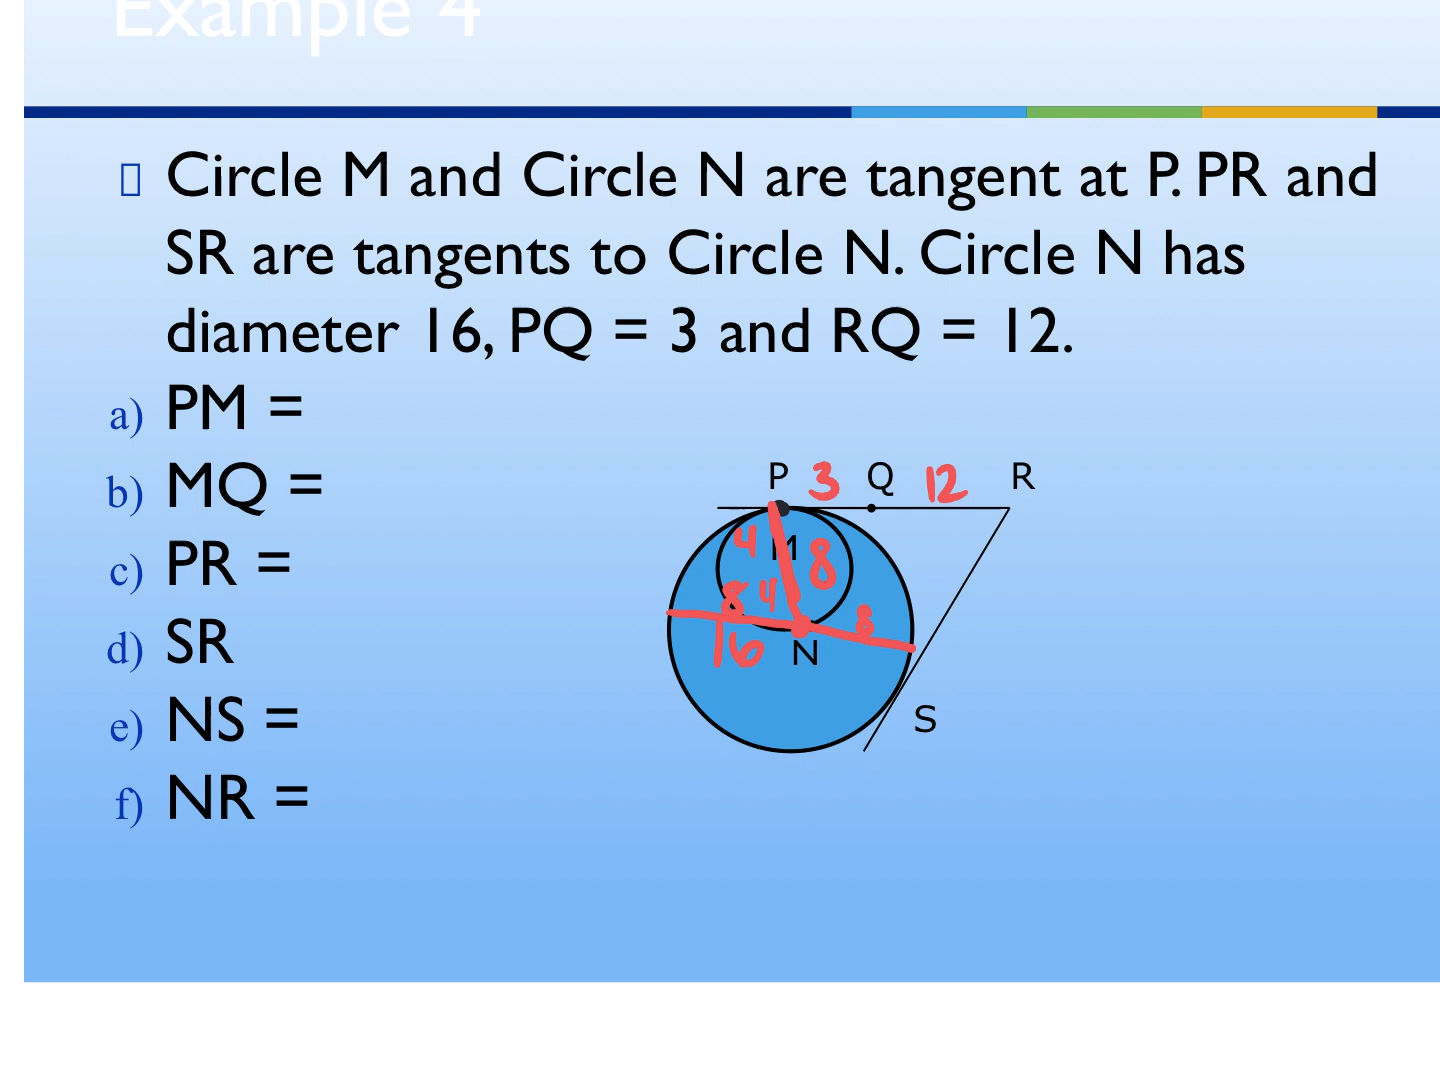 Example 4
Circle M and Circle N are tangent at P. PR and
SR are tangents to Circle N. Circle N has
diameter 16, PQ = 3 and RQ = 12.
a) PM =
b) MQ =
c) PR =
d) SR
e) NS =
f) NR =
P 3 Q 12 R
4 M 8
8 4 8
16 N
S